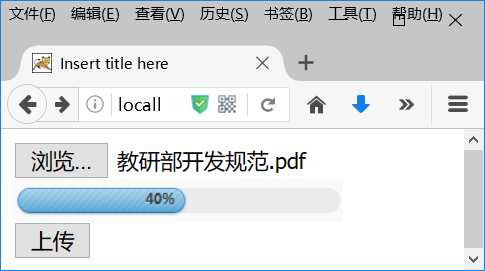 文件(F) 编辑(E) 查看(V) 历史(S) 书签(B) 工具(T) 帮助(H)
Insert title here
locall
浏览... 教研部开发规范.pdf
40%
上传